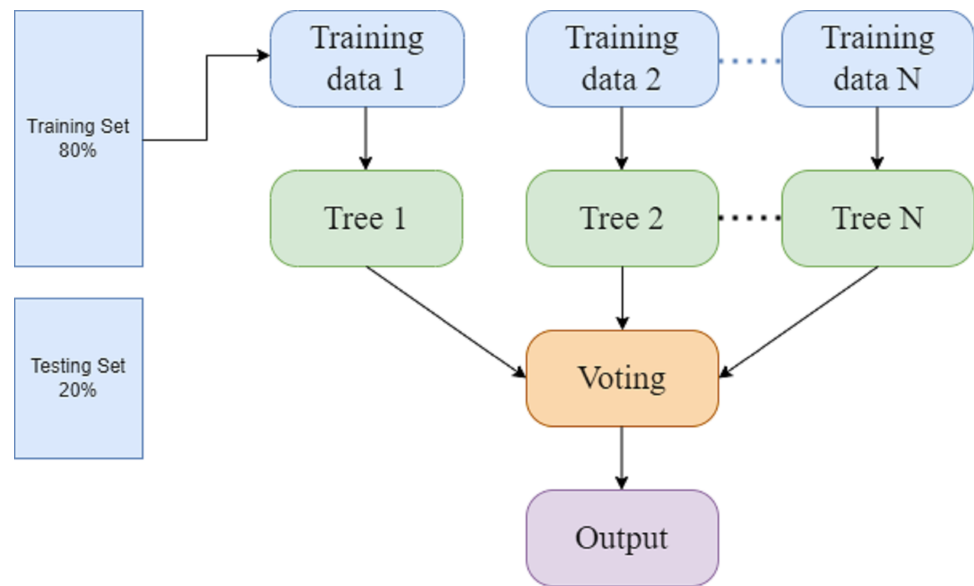 Training
data 1
Training
data 2
Training
data N
Training Set
80%
Tree 1
Tree 2
Tree N
Testing Set
20%
Voting
Output